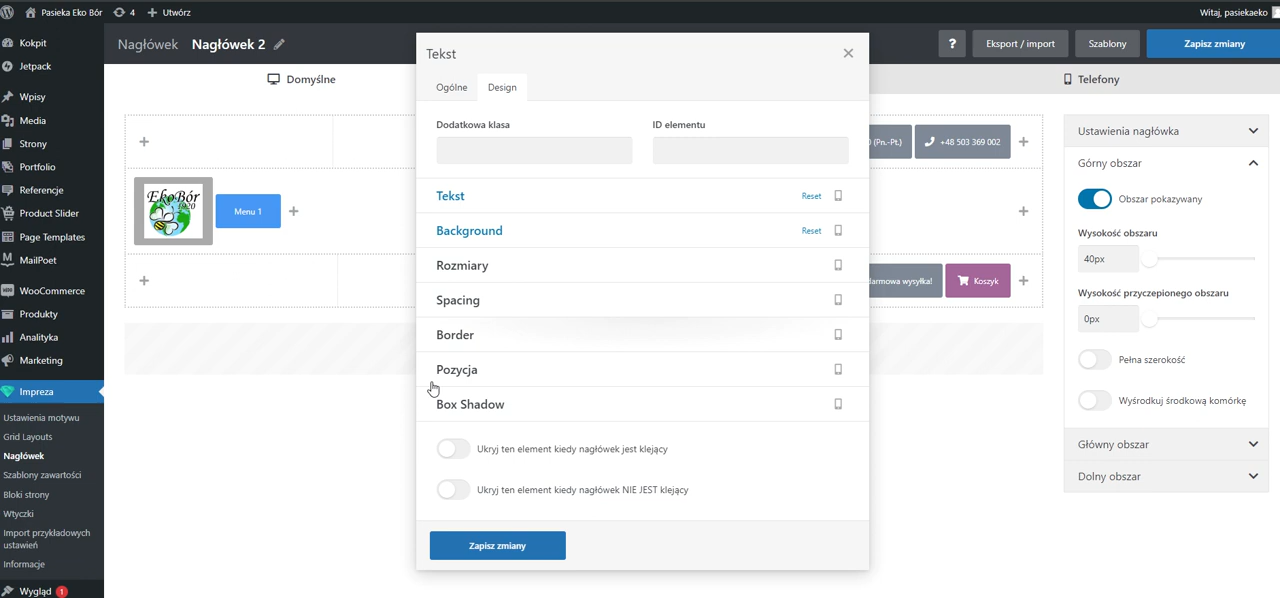 Pasieka Eko Bór 4 Utwórz Witaj, pasiekaeko
Kokpit
Jetpack
Wpisy
Media
Strony
Portfolio
Referencje
Product Slider
Page Templates
MailPoet
WooCommerce
Produkty
Analityka
Marketing
Impreza
Ustawienia motywu
Grid Layouts
Nagłówek
Szablony zawartości
Bloki strony
Wtyczki
Import przykładowych
ustawień
Informacje
Wygląd 1
Nagłówek Nagłówek 2
? Eksport / import Szablony Zapisz zmiany
Domyślne
Telefony
EkoBór
1920
Menu 1
(Pn.-Pt.) +48 503 369 002
darmowa wysyłka! Koszyk
Tekst
Ogólne Design
Dodatkowa klasa ID elementu
Tekst Reset
Background Reset
Rozmiary
Spacing
Border
Pozycja
Box Shadow
Ukryj ten element kiedy nagłówek jest klejący
Ukryj ten element kiedy nagłówek NIE JEST klejący
Zapisz zmiany
Ustawienia nagłówka
Górny obszar
Obszar pokazywany
Wysokość obszaru
40px
Wysokość przyczepionego obszaru
0px
Pełna szerokość
Wyśrodkuj środkową komórkę
Główny obszar
Dolny obszar